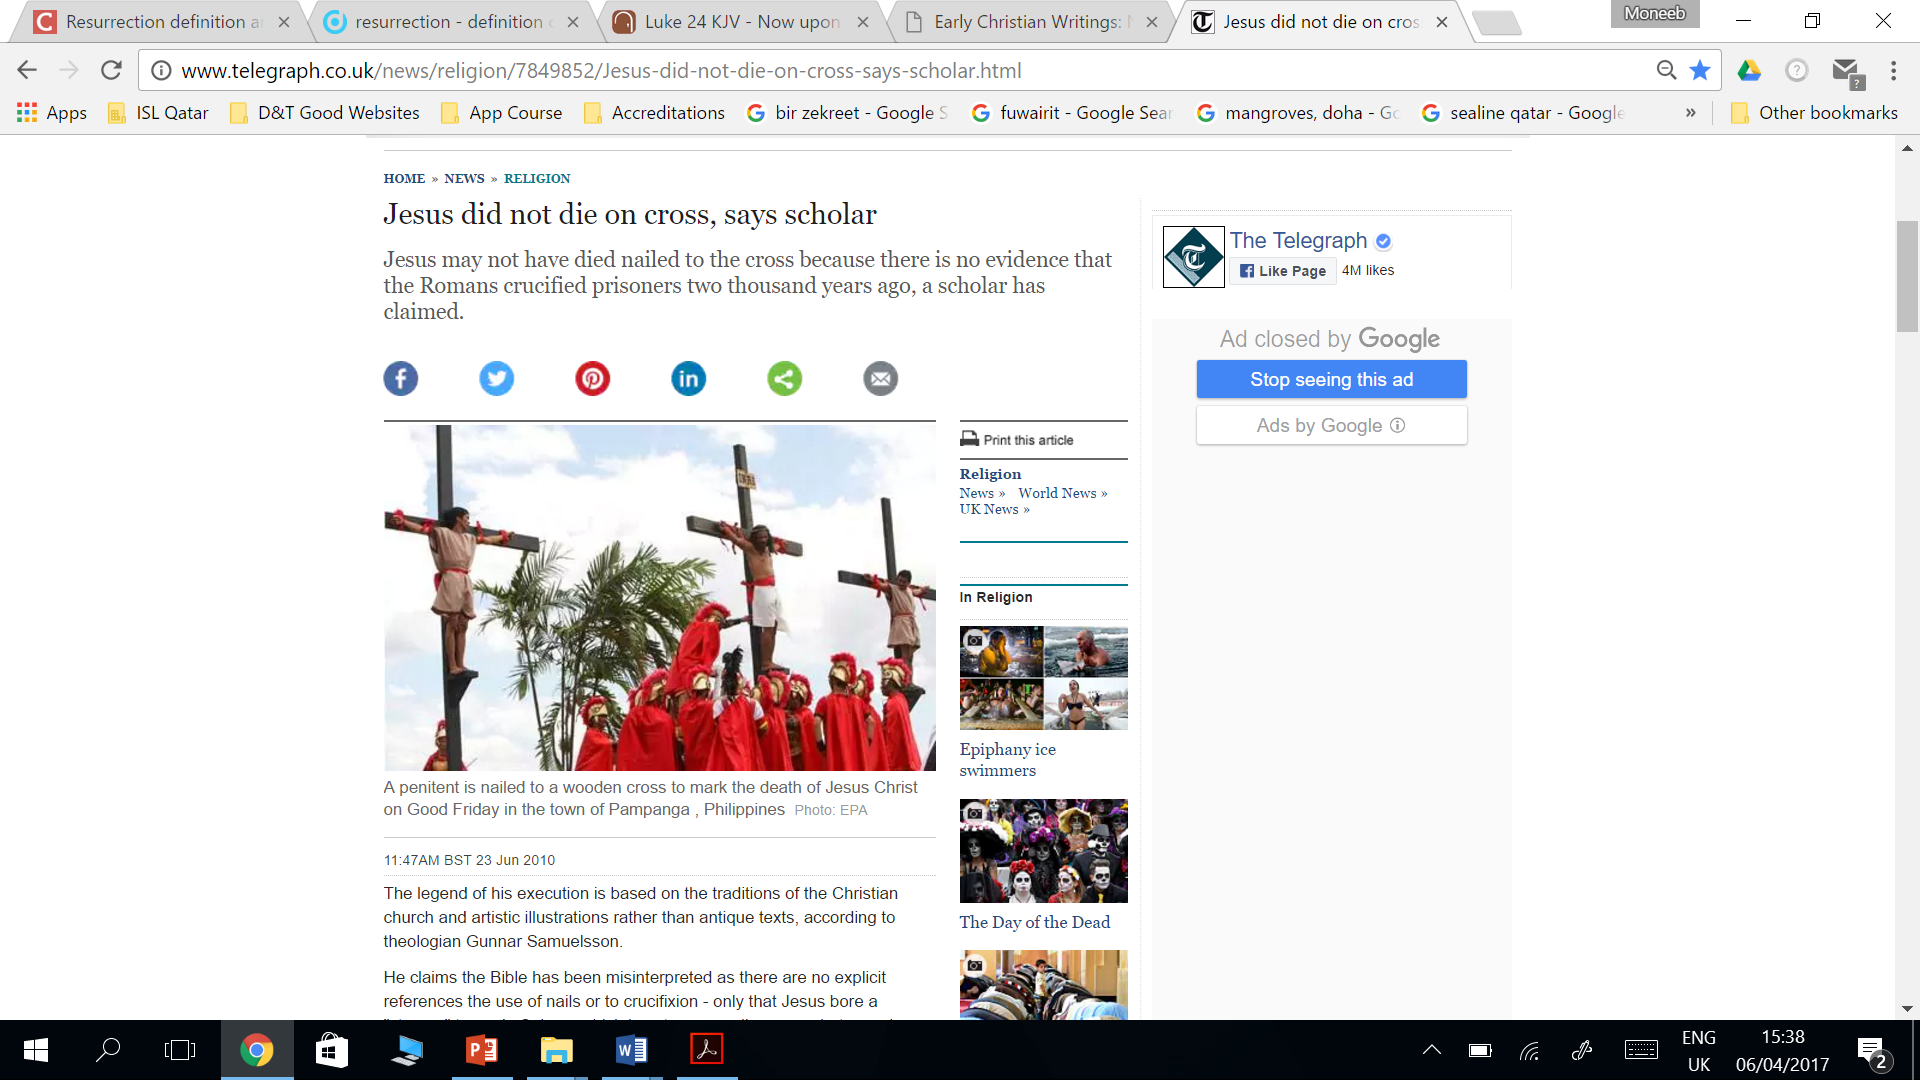 Resurrection definition a
resurrection - definition
Luke 24 KJV - Now upon
Early Christian Writings:
Jesus did not die on cros
Moneeb
www.telegraph.co.uk/news/religion/7849852/Jesus-did-not-die-on-cross-says-scholar.html
Apps
ISL Qatar
D&T Good Websites
App Course
Accreditations
bir zekreet - Google S
fuwairit - Google Sear
mangroves, doha - Go
sealine qatar - Google
»
Other bookmarks
HOME » NEWS » RELIGION
Jesus did not die on cross, says scholar
Jesus may not have died nailed to the cross because there is no evidence that
the Romans crucified prisoners two thousand years ago, a scholar has
claimed.
The Telegraph
Like Page 4M likes
Ad closed by Google
Stop seeing this ad
Ads by Google
Print this article
Religion
News » World News »
UK News »
In Religion
Epiphany ice
swimmers
The Day of the Dead
A penitent is nailed to a wooden cross to mark the death of Jesus Christ
on Good Friday in the town of Pampanga , Philippines Photo: EPA
11:47AM BST 23 Jun 2010
The legend of his execution is based on the traditions of the Christian
church and artistic illustrations rather than antique texts, according to
theologian Gunnar Samuelsson.
He claims the Bible has been misinterpreted as there are no explicit
references the use of nails or to crucifixion - only that Jesus bore a
ENG
UK
15:38
06/04/2017
2